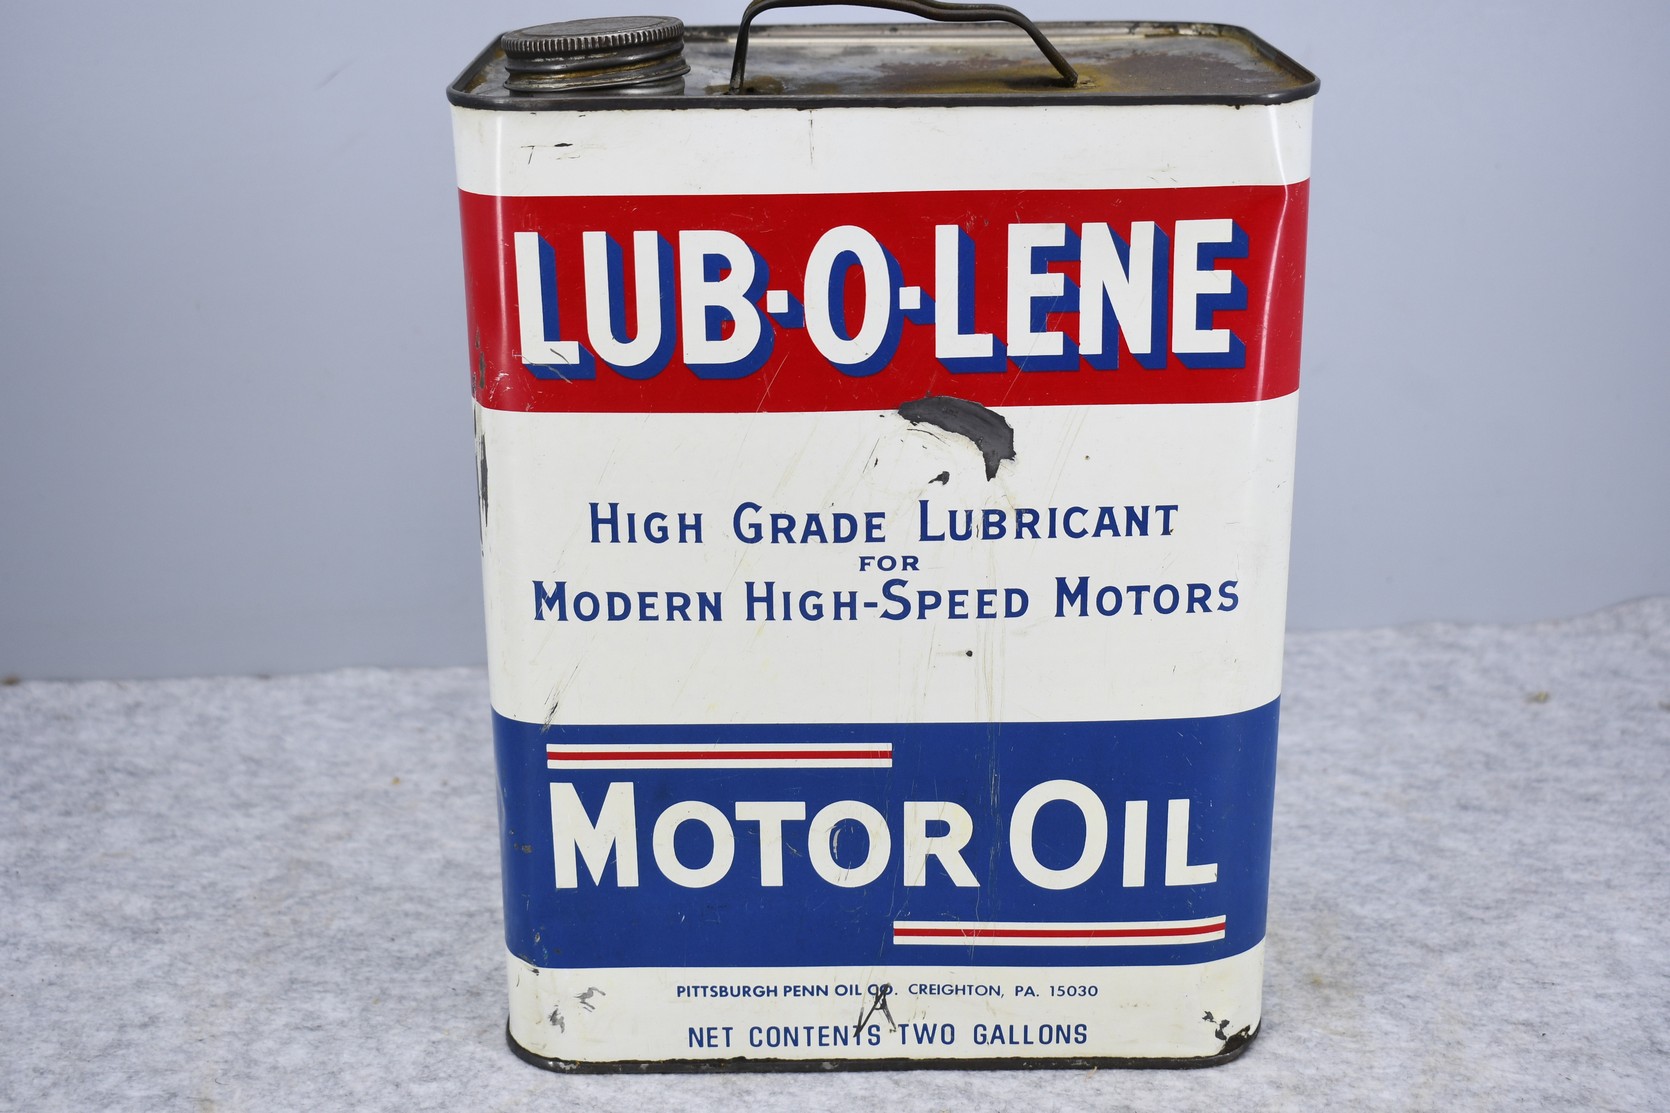 LUB·O·LENE
HIGH GRADE LUBRICANT
FOR
MODERN HIGH-SPEED MOTORS
MOTOR OIL
PITTSBURGH PENN OIL CO. CREIGHTON, PA. 15030
NET CONTENTS TWO GALLONS